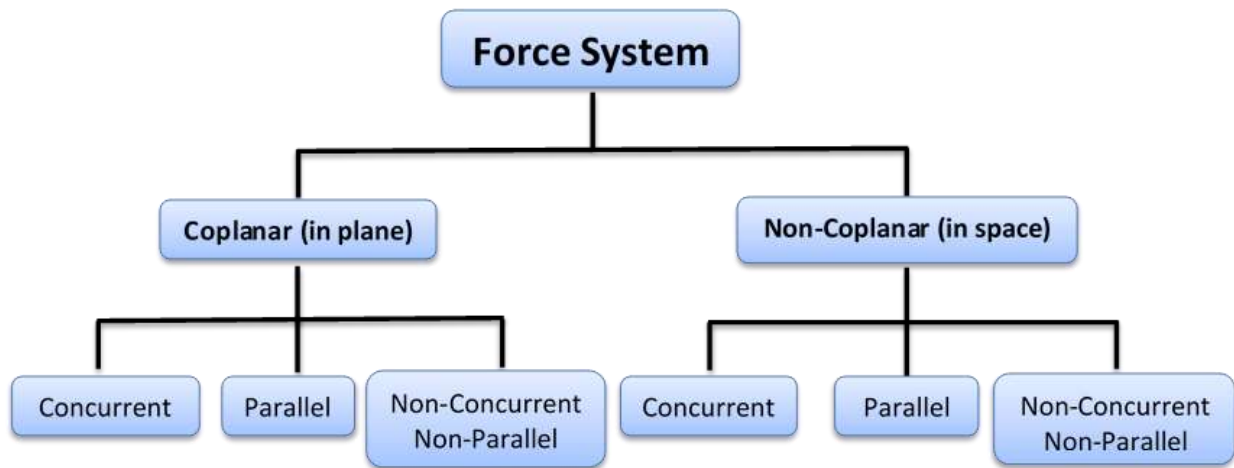 Force System
Coplanar (in plane)
Non-Coplanar (in space)
Concurrent
Parallel
Non-Concurrent
Non-Parallel
Concurrent
Parallel
Non-Concurrent
Non-Parallel